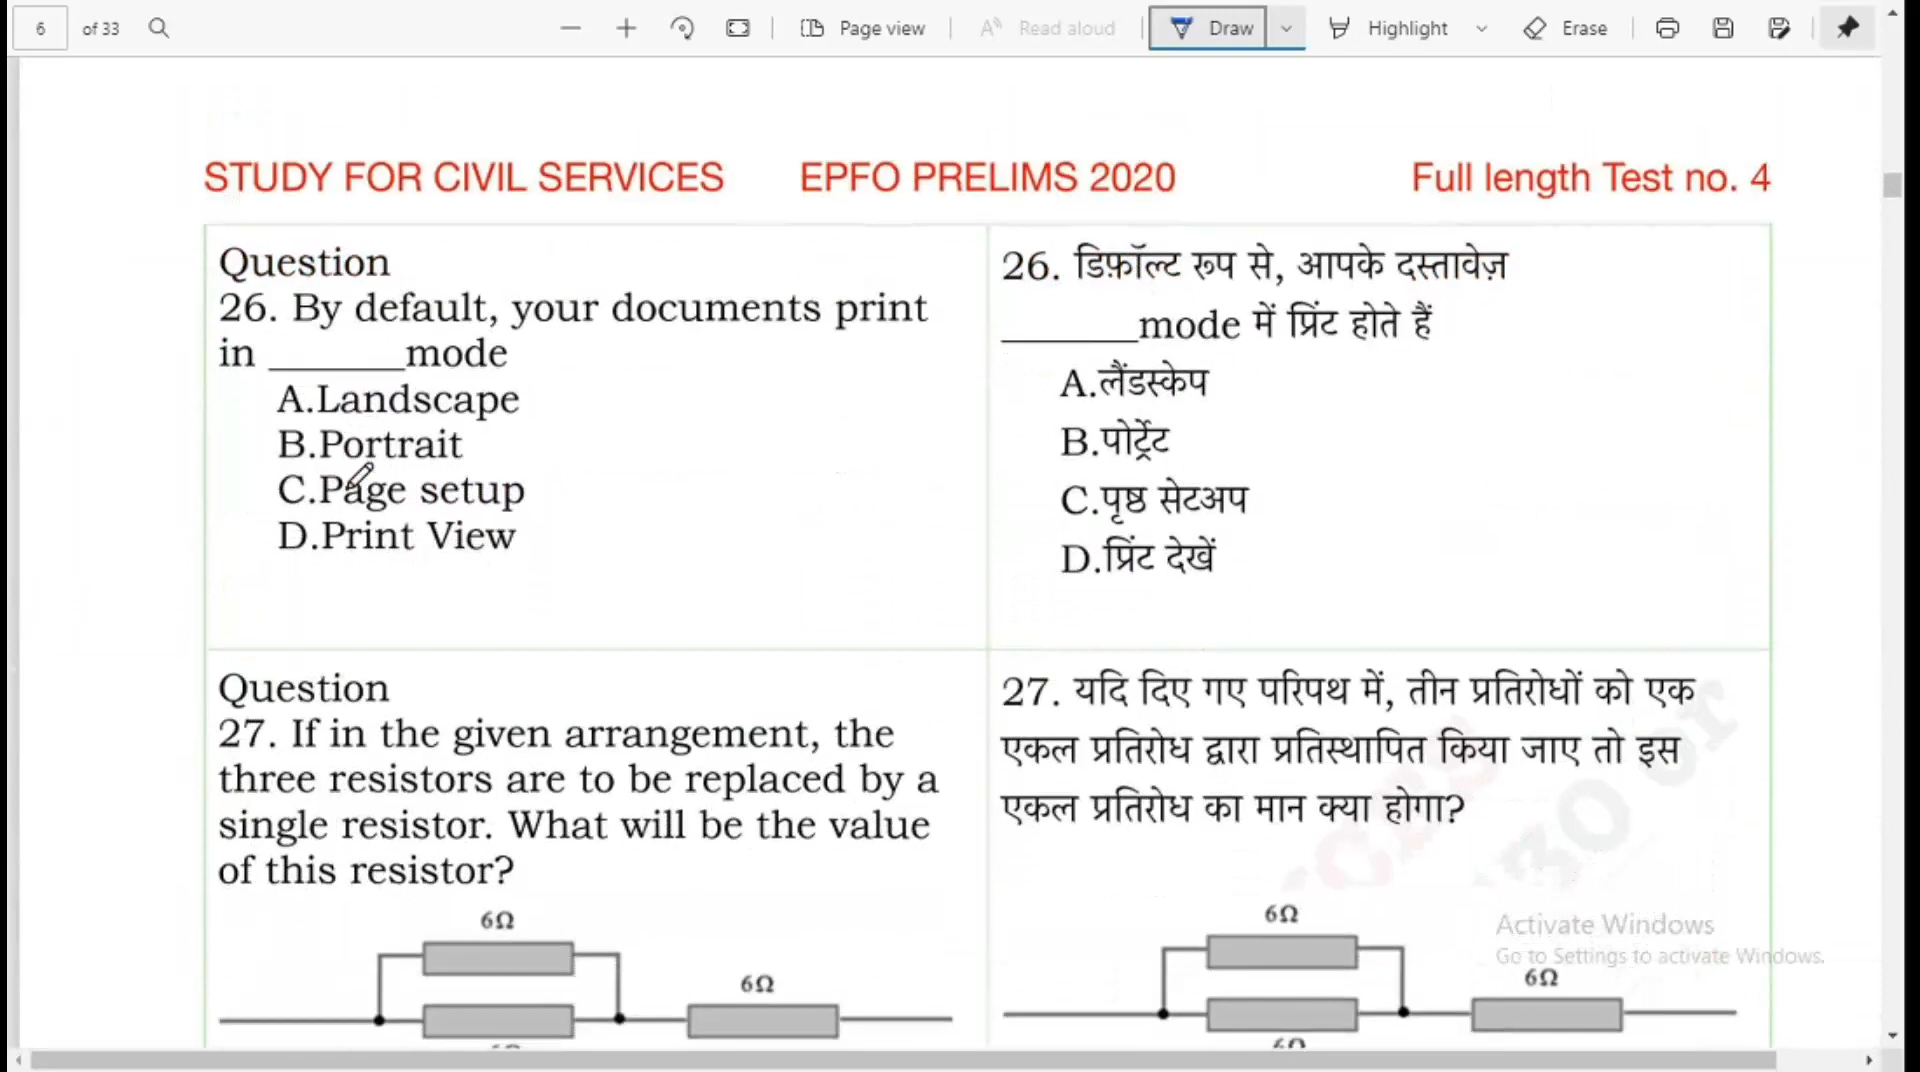 6 of 33 Page view Read aloud Draw Highlight Erase
STUDY FOR CIVIL SERVICES EPFO PRELIMS 2020 Full length Test no. 4
Question
26. By default, your documents print
in _______mode
A.Landscape
B.Portrait
C.Page setup
D.Print View
26. डिफ़ॉल्ट रूप से, आपके दस्तावेज़
_______mode में प्रिंट होते हैं
A.लैंडस्केप
B.पोर्ट्रेट
C.पृष्ठ सेटअप
D.प्रिंट देखें
Question
27. If in the given arrangement, the
three resistors are to be replaced by a
single resistor. What will be the value
of this resistor?
6Ω
6Ω
27. यदि दिए गए परिपथ में, तीन प्रतिरोधों को एक
एकल प्रतिरोध द्वारा प्रतिस्थापित किया जाए तो इस
एकल प्रतिरोध का मान क्या होगा?
6Ω
6Ω
Activate Windows
Go to Settings to activate Windows.